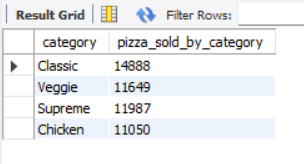 Result Grid Filter Rows:
category pizza_sold_by_category
Classic 14888
Veggie 11649
Supreme 11987
Chicken 11050